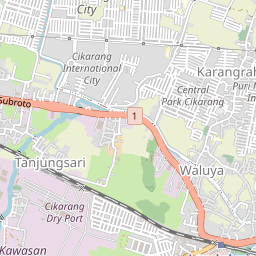 City
Cikarang
International
City
Karangrah
Central
Park Cikarang
Puri
Subroto
1
Tanjungsari
Waluya
Cikarang
- Dry Port
Kawasan